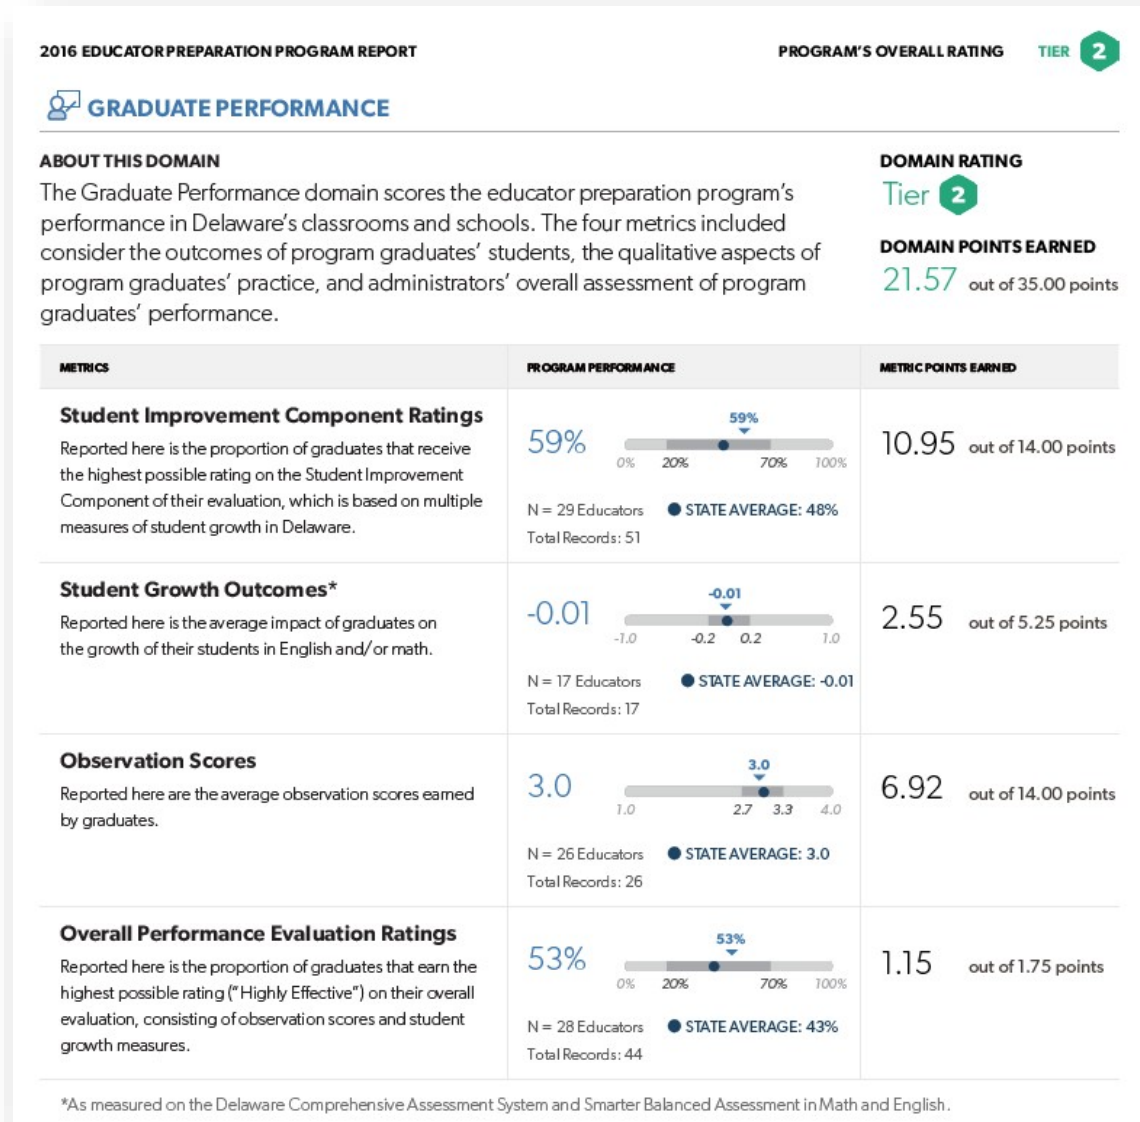 2016 EDUCATOR PREPARATION PROGRAM REPORT
PROGRAM'S OVERALL RATING TIER 2
GRADUATE PERFORMANCE
ABOUT THIS DOMAIN
The Graduate Performance domain scores the educator preparation program's
performance in Delaware's classrooms and schools. The four metrics included
consider the outcomes of program graduates' students, the qualitative aspects of
program graduates' practice, and administrators' overall assessment of program
graduates' performance.
DOMAIN RATING
Tier 2
DOMAIN POINTS EARNED
21.57 out of 35.00 points
METRICS
PROGRAM PERFORMANCE
METRIC POINTS EARNED
Student Improvement Component Ratings
Reported here is the proportion of graduates that receive
the highest possible rating on the Student Improvement
Component of their evaluation, which is based on multiple
measures of student growth in Delaware.
59%
59%
0% 20% 70% 100%
N = 29 Educators
STATE AVERAGE: 48%
Total Records: 51
10.95 out of 14.00 points
Student Growth Outcomes*
Reported here is the average impact of graduates on
the growth of their students in English and/or math.
-0.01
-0.01
-1.0 -0.2 0.2 1.0
N = 17 Educators
STATE AVERAGE: -0.01
Total Records: 17
2.55 out of 5.25 points
Observation Scores
Reported here are the average observation scores earned
by graduates.
3.0
3.0
1.0 2.7 3.3 4.0
N = 26 Educators
STATE AVERAGE: 3.0
Total Records: 26
6.92 out of 14.00 points
Overall Performance Evaluation Ratings
Reported here is the proportion of graduates that earn the
highest possible rating ("Highly Effective") on their overall
evaluation, consisting of observation scores and student
growth measures.
53%
53%
0% 20% 70% 100%
N = 28 Educators
STATE AVERAGE: 43%
Total Records: 44
1.15 out of 1.75 points
*As measured on the Delaware Comprehensive Assessment System and Smarter Balanced Assessment in Math and English.